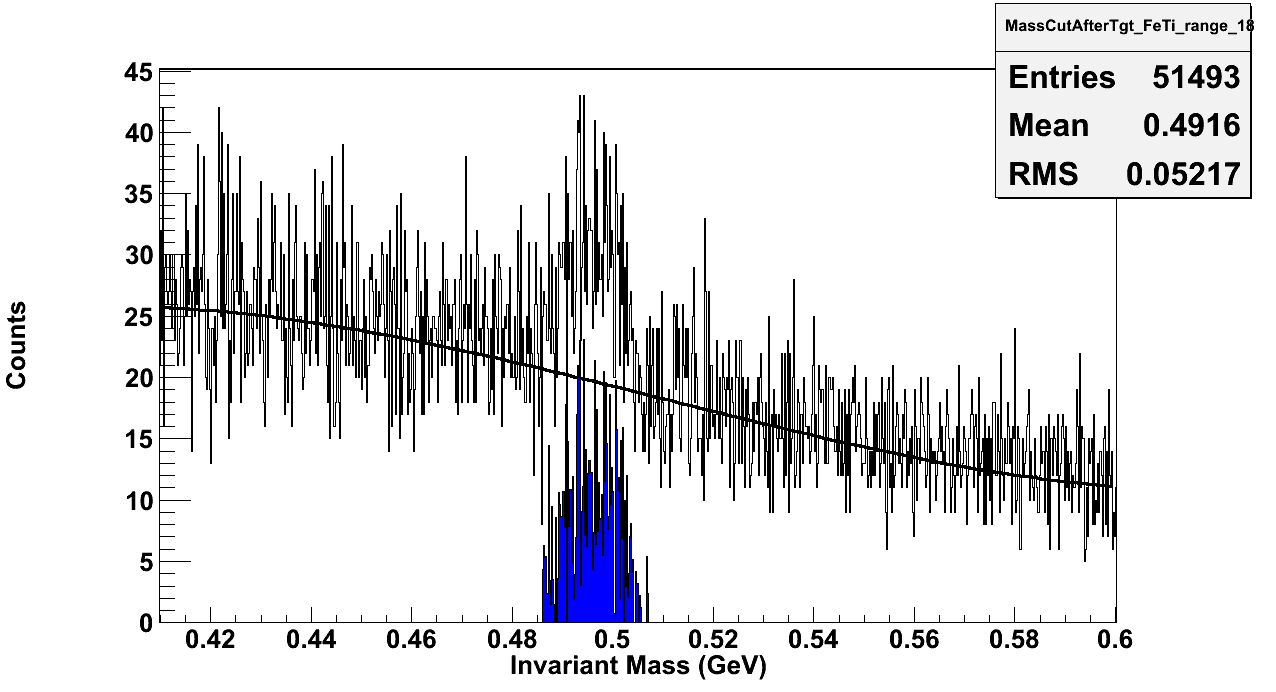 MassCutAfterTgt_FeTi_range_18
Entries 51493
Mean 0.4916
RMS 0.05217
45
40
35
30
25
20
15
10
5
0
Counts
0.42 0.44 0.46 0.48 0.5 0.52 0.54 0.56 0.58 0.6
Invariant Mass (GeV)